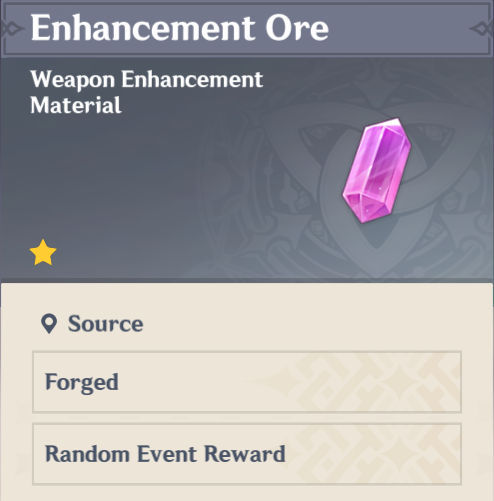 Enhancement Ore
Weapon Enhancement
Material
Source
Forged
Random Event Reward